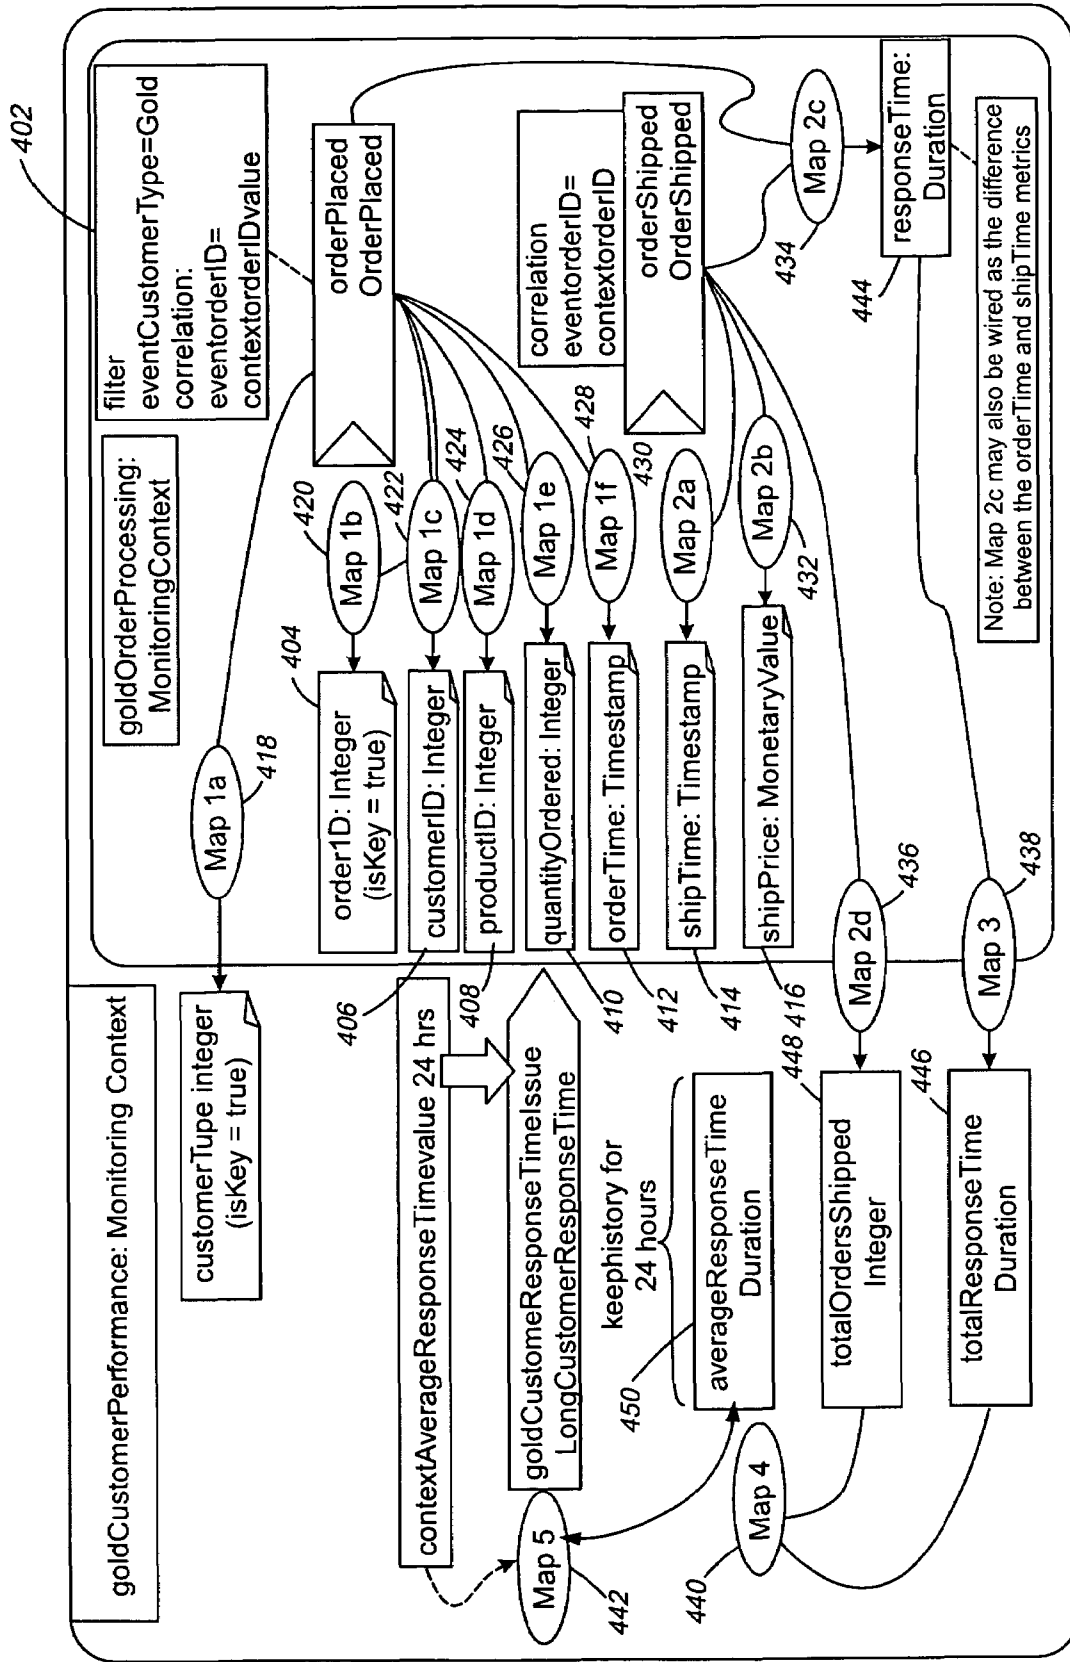 goldCustomerPerformance: Monitoring Context
customerTupe integer
(isKey = true)
Map 1a
418
goldOrderProcessing:
MonitoringContext
filter
eventCustomerType=Gold
correlation:
eventorderID=
contextorderIDvalue
402
contextAverageResponseTimevalue 24 hrs
goldCustomeResponseTimeIssue
LongCustomerResponseTime
Map 5
442
404
order1D: Integer
(isKey = true)
Map 1b
420
406
customerID: Integer
Map 1c
422
408
productID: Integer
Map 1d
424
410
quantityOrdered: Integer
Map 1e
426
412
orderTime: Timestamp
Map 1f
428
414
shipTime: Timestamp
Map 2a
430
416
shipPrice: MonetaryValue
Map 2b
432
orderPlaced
OrderPlaced
correlation
eventorderID=
contextorderID
orderShipped
OrderShipped
Map 2c
434
responseTime:
Duration
444
keephistory for
24 hours
450
averageResponseTime
Duration
Map 4
440
448
totalOrdersShipped
Integer
Map 2d
436
446
totalResponseTime
Duration
Map 3
438
Note: Map 2c may also be wired as the difference
between the orderTime and shipTime metrics